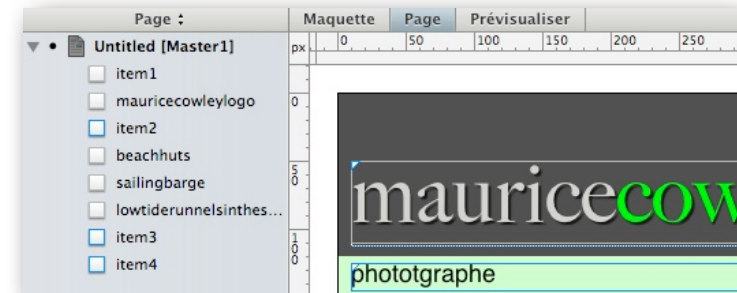 Page
Maquette Page Prévisualiser
Untitled [Master1]
px 0 50 100 150 200 250
item1
mauricecowleylogo
0
item2
beachhuts
50
sailingbarge
lowtiderunnelsinthes...
item3
100
item4
mauricecow
phototgraphe